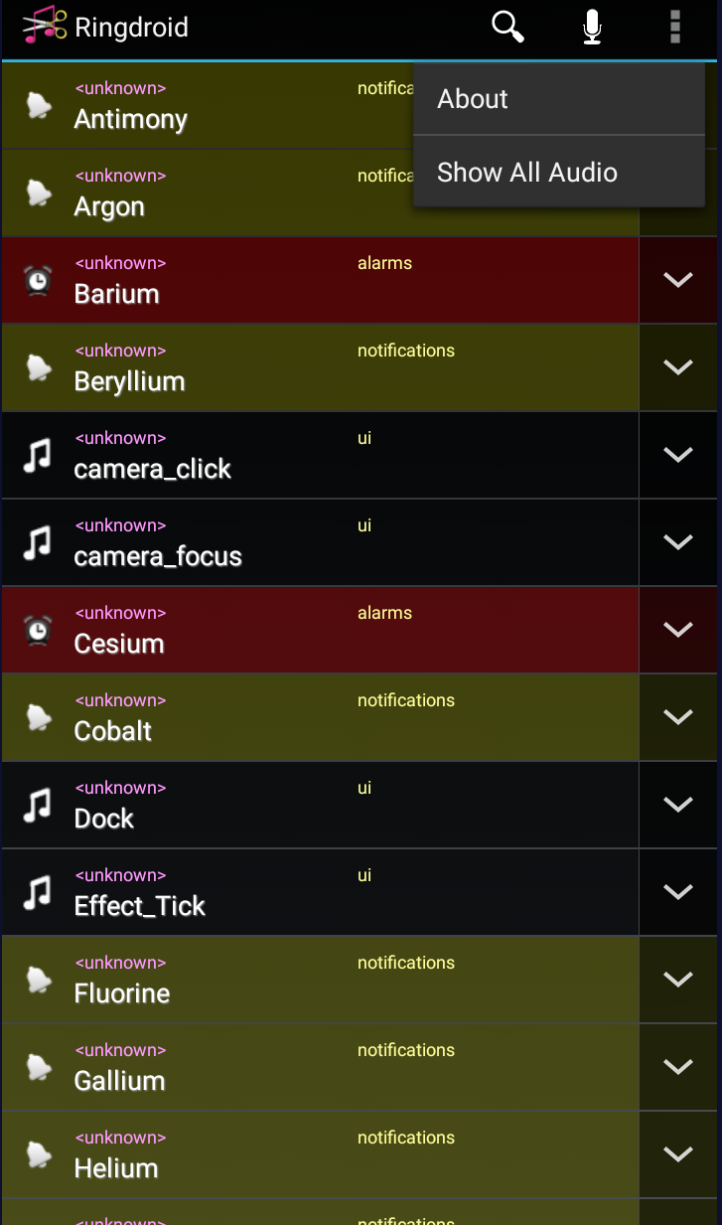 Ringdroid
About
Show All Audio
<unknown> notifica
Antimony
<unknown> notifica
Argon
<unknown> alarms
Barium
<unknown> notifications
Beryllium
<unknown> ui
camera_click
<unknown> ui
camera_focus
<unknown> alarms
Cesium
<unknown> notifications
Cobalt
<unknown> ui
Dock
<unknown> ui
Effect_Tick
<unknown> notifications
Fluorine
<unknown> notifications
Gallium
<unknown> notifications
Helium
<unknown> notifications